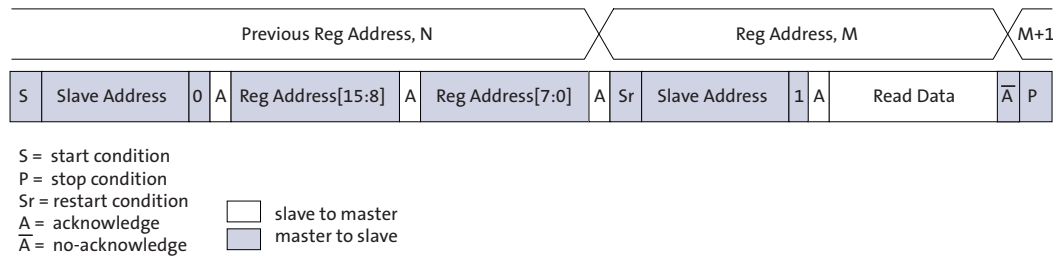 Previous Reg Address, N Reg Address, M M+1
S Slave Address 0 A Reg Address[15:8] A Reg Address[7:0] A Sr Slave Address 1 A Read Data A̅ P
S = start condition
P = stop condition
Sr = restart condition
A = acknowledge
A̅ = no-acknowledge
slave to master
master to slave